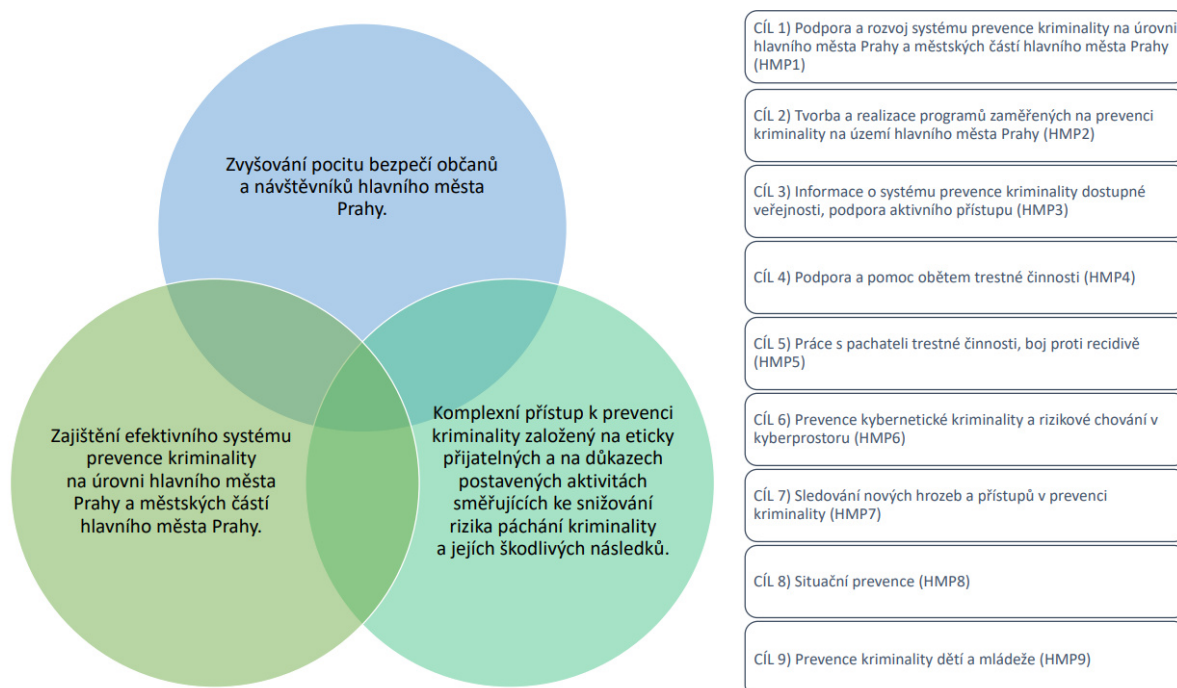 Zvyšování pocitu bezpečí občanů
a návštěvníků hlavního města
Prahy.
Zajištění efektivního systému
prevence kriminality
na úrovni hlavního města
Prahy a městských částí
hlavního města Prahy.
Komplexní přístup k prevenci
kriminality založený na eticky
přijatelných a na důkazech
postavených aktivitách
směřujících ke snižování
rizika páchání kriminality
a jejích škodlivých následků.
CÍL 1) Podpora a rozvoj systému prevence kriminality na úrovni
hlavního města Prahy a městských částí hlavního města Prahy
(HMP1)
CÍL 2) Tvorba a realizace programů zaměřených na prevenci
kriminality na území hlavního města Prahy (HMP2)
CÍL 3) Informace o systému prevence kriminality dostupné
veřejnosti, podpora aktivního přístupu (HMP3)
CÍL 4) Podpora a pomoc obětem trestné činnosti (HMP4)
CÍL 5) Práce s pachateli trestné činnosti, boj proti recidivě
(HMP5)
CÍL 6) Prevence kybernetické kriminality a rizikové chování v
kyberprostoru (HMP6)
CÍL 7) Sledování nových hrozeb a přístupů v prevenci
kriminality (HMP7)
CÍL 8) Situační prevence (HMP8)
CÍL 9) Prevence kriminality dětí a mládeže (HMP9)